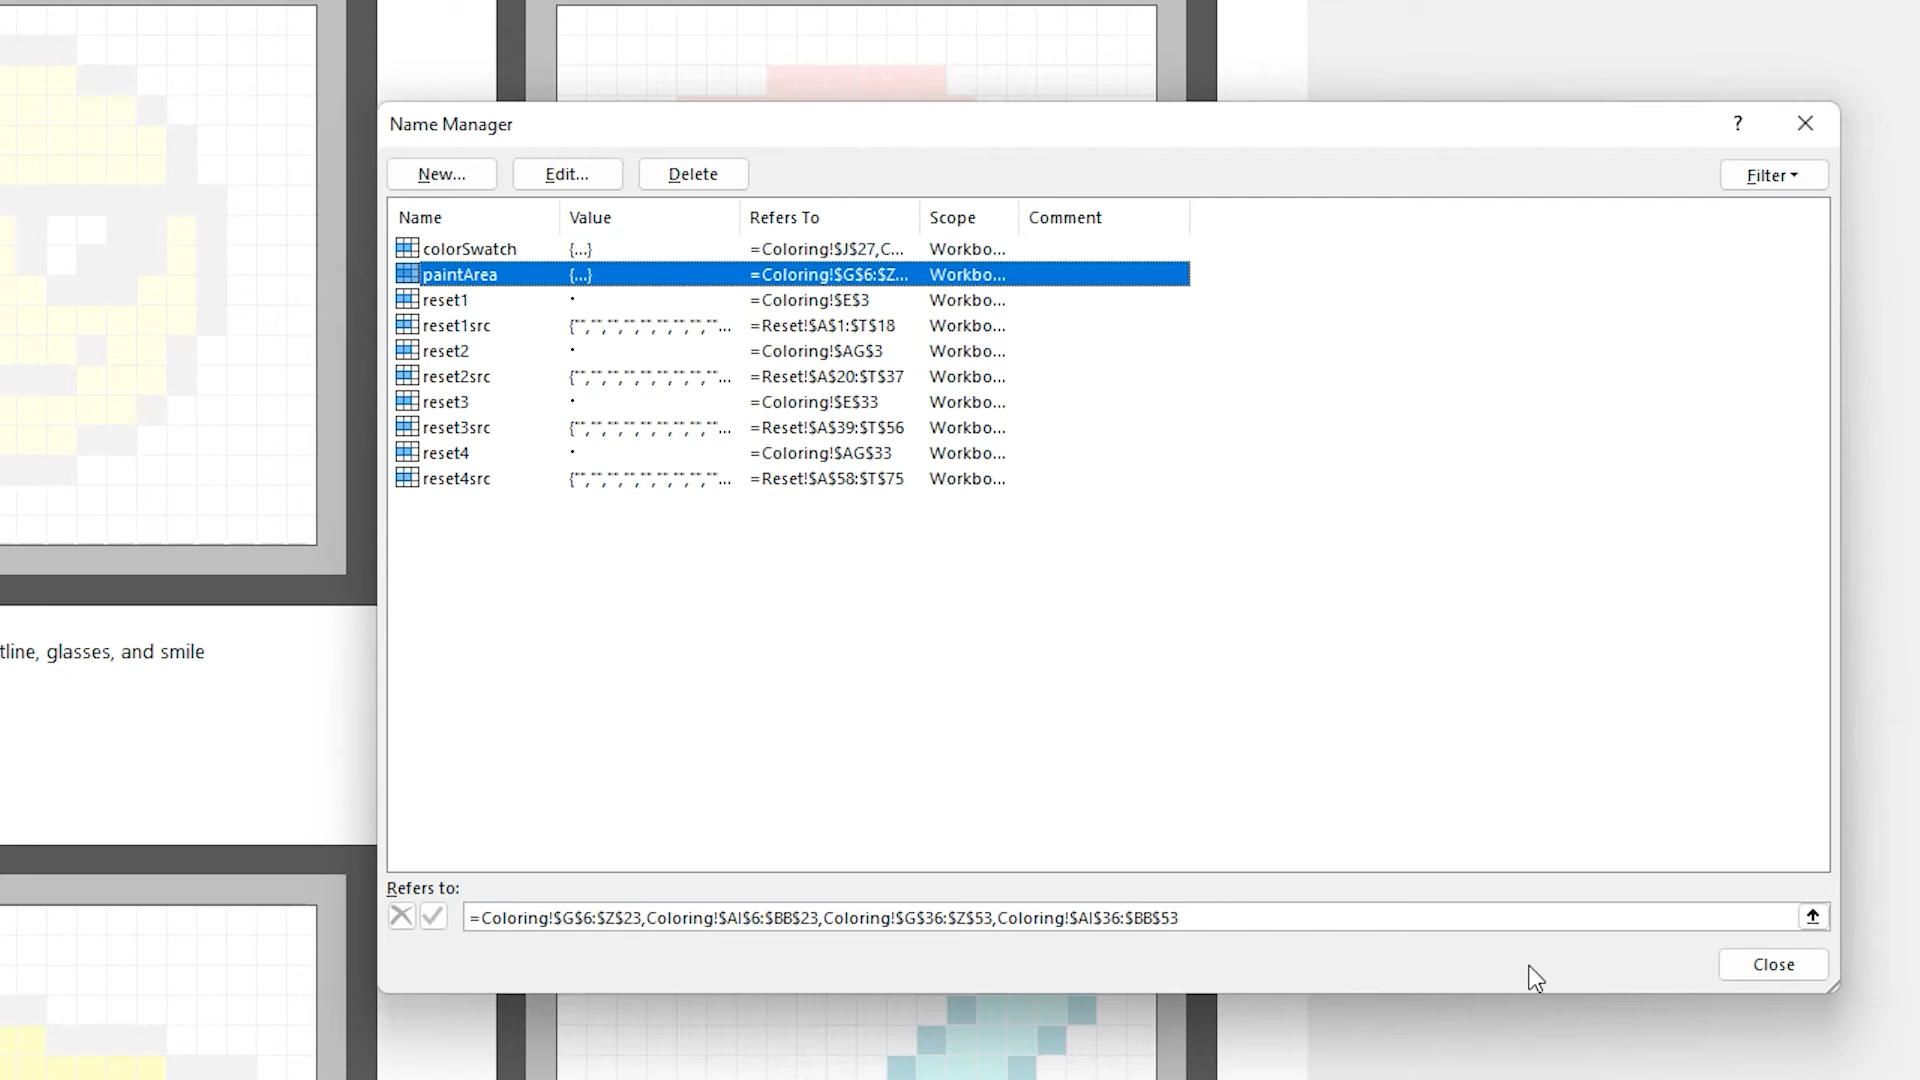 Name Manager
?
New... Edit... Delete Filter
Name Value Refers To Scope Comment
colorSwatch {...} =Coloring!$J$27,C... Workbo...
paintArea {...} =Coloring!$G$6:$Z... Workbo...
reset1 =Coloring!$E$3 Workbo...
reset1src {"","","","","","","","",""... =Reset!$A$1:$T$18 Workbo...
reset2 =Coloring!$AG$3 Workbo...
reset2src {"","","","","","","","",""... =Reset!$A$20:$T$37 Workbo...
reset3 =Coloring!$E$33 Workbo...
reset3src {"","","","","","","","",""... =Reset!$A$39:$T$56 Workbo...
reset4 =Coloring!$AG$33 Workbo...
reset4src {"","","","","","","","",""... =Reset!$A$58:$T$75 Workbo...
tline, glasses, and smile
Refers to:
=Coloring!$G$6:$Z$23,Coloring!$AI$6:$BB$23,Coloring!$G$36:$Z$53,Coloring!$AI$36:$BB$53
Close